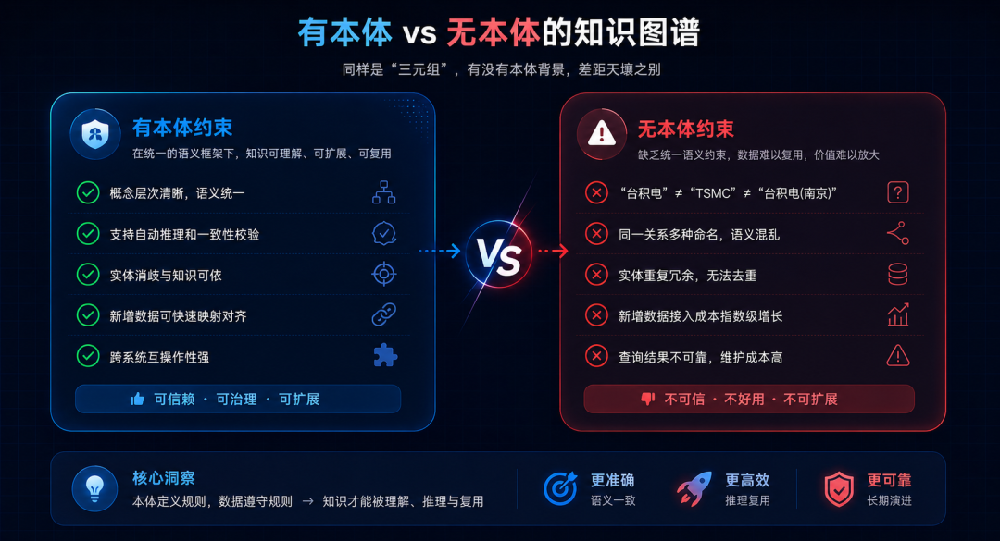 有本体 vs 无本体的知识图谱
同样是“三元组”，有没有本体背景，差距天壤之别
有本体约束
在统一的语义框架下，知识可理解、可扩展、可复用
概念层次清晰，语义统一
支持自动推理和一致性校验
实体消歧与知识可依
新增数据可快速映射对齐
跨系统互操作性强
可信赖 · 可治理 · 可扩展
VS
无本体约束
缺乏统一语义约束，数据难以复用，价值难以放大
“台积电” ≠ “TSMC” ≠ “台积电(南京)”
同一关系多种命名，语义混乱
实体重复冗余，无法去重
新增数据接入成本指数级增长
查询结果不可靠，维护成本高
不可信 · 不好用 · 不可扩展
核心洞察
本体定义规则，数据遵守规则 → 知识才能被理解、推理与复用
更准确
语义一致
更高效
推理复用
更可靠
长期演进